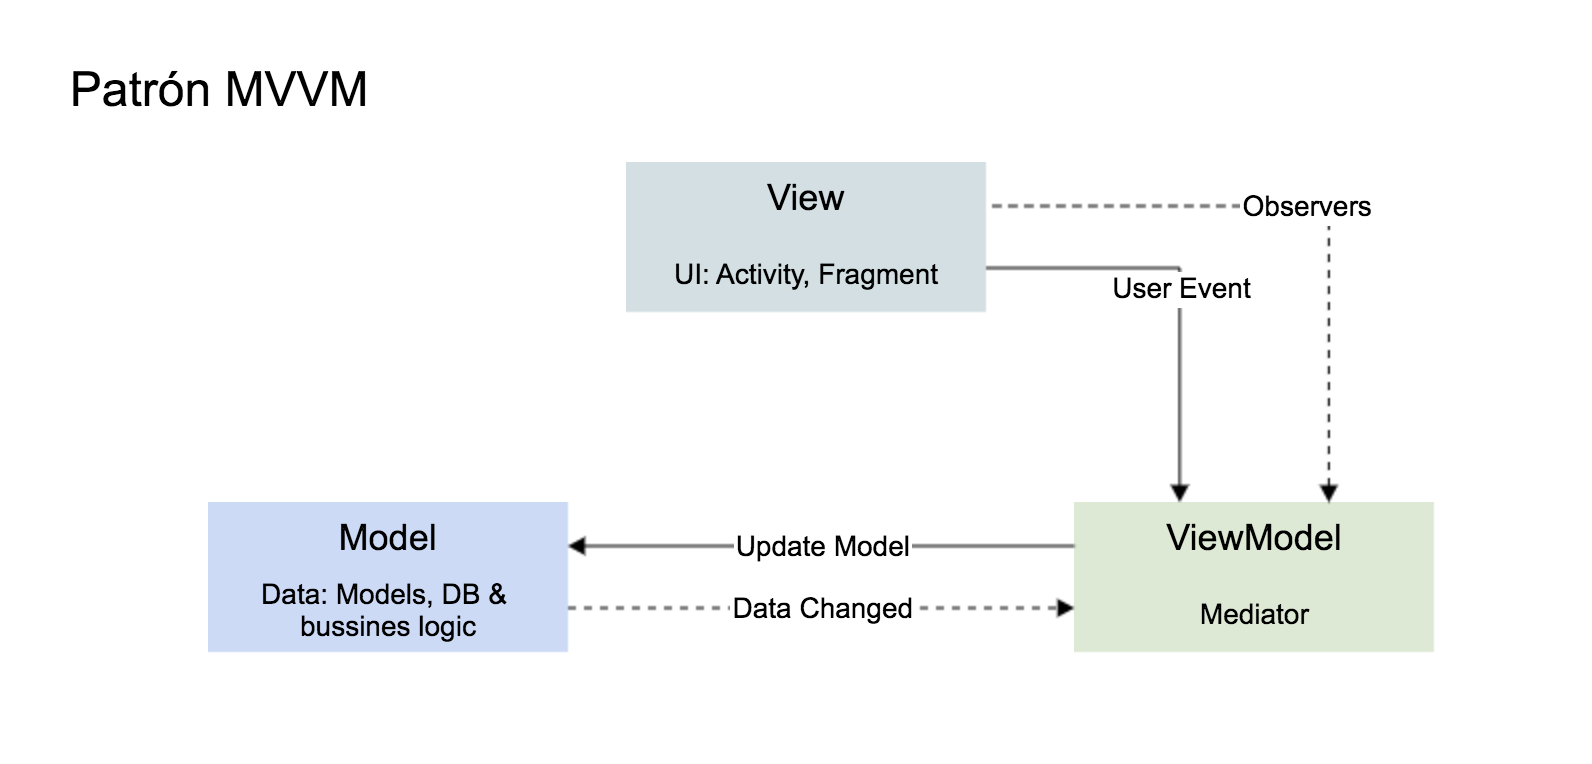 Patrón MVVM
View
UI: Activity, Fragment
Observers
User Event
Model
Data: Models, DB &
bussines logic
Update Model
Data Changed
ViewModel
Mediator